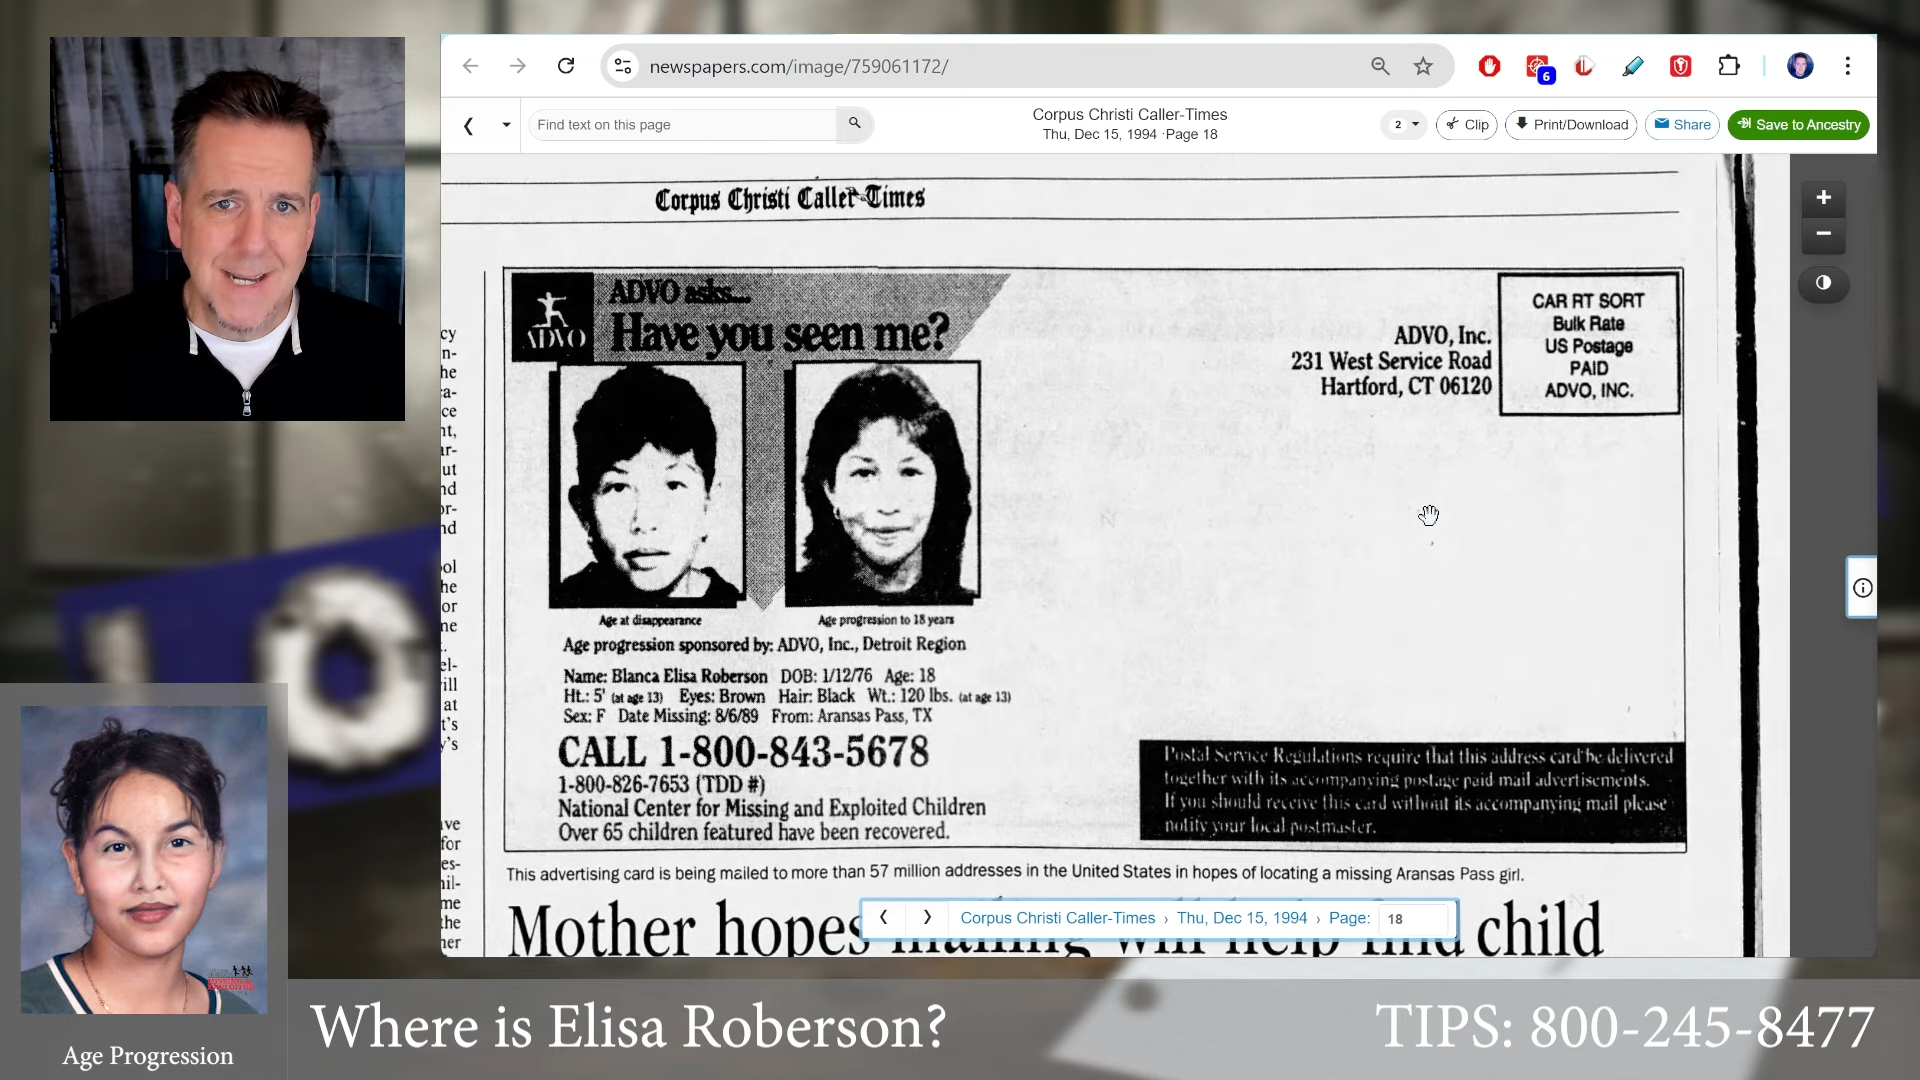 newspapers.com/image/759061172/
6
Find text on this page
Corpus Christi Caller-Times
Thu, Dec 15, 1994 · Page 18
2
Clip
Print/Download
Share
Save to Ancestry
Corpus Christi Caller-Times
ADVO
ADVO asks...
Have you seen me?
ADVO, Inc.
231 West Service Road
Hartford, CT 06120
CAR RT SORT
Bulk Rate
US Postage
PAID
ADVO, INC.
Age at disappearance
Age progression to 18 years
Age progression sponsored by: ADVO, Inc., Detroit Region
Name: Blanca Elisa Roberson DOB: 1/12/76 Age: 18
Ht.: 5' (at age 13) Eyes: Brown Hair: Black Wt.: 120 lbs. (at age 13)
Sex: F Date Missing: 8/6/89 From: Aransas Pass, TX
CALL 1-800-843-5678
1-800-826-7653 (TDD #)
National Center for Missing and Exploited Children
Over 65 children featured have been recovered.
Postal Service Regulations require that this address card be delivered
together with its accompanying postage paid mail advertisements.
If you should receive this card without its accompanying mail please
notify your local postmaster.
This advertising card is being mailed to more than 57 million addresses in the United States in hopes of locating a missing Aransas Pass girl.
Mother hopes mailing will help find child
Corpus Christi Caller-Times › Thu, Dec 15, 1994 › Page: 18
Age Progression
Where is Elisa Roberson?
TIPS: 800-245-8477